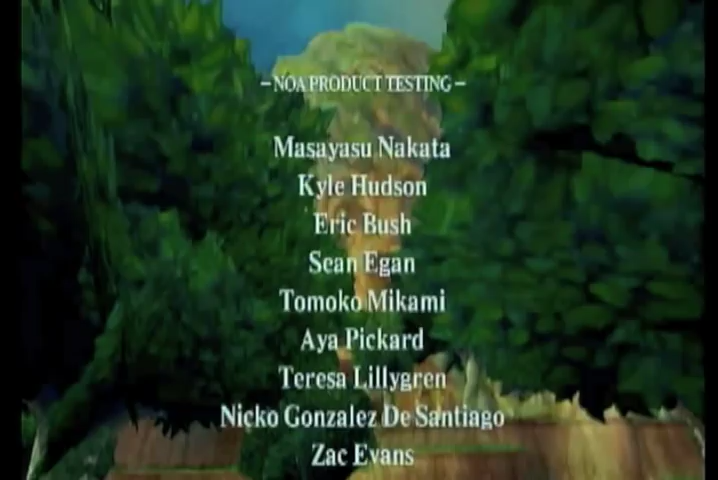 – NOA PRODUCT TESTING –
Masayasu Nakata
Kyle Hudson
Eric Bush
Sean Egan
Tomoko Mikami
Aya Pickard
Teresa Lillygren
Nicko Gonzalez De Santiago
Zac Evans